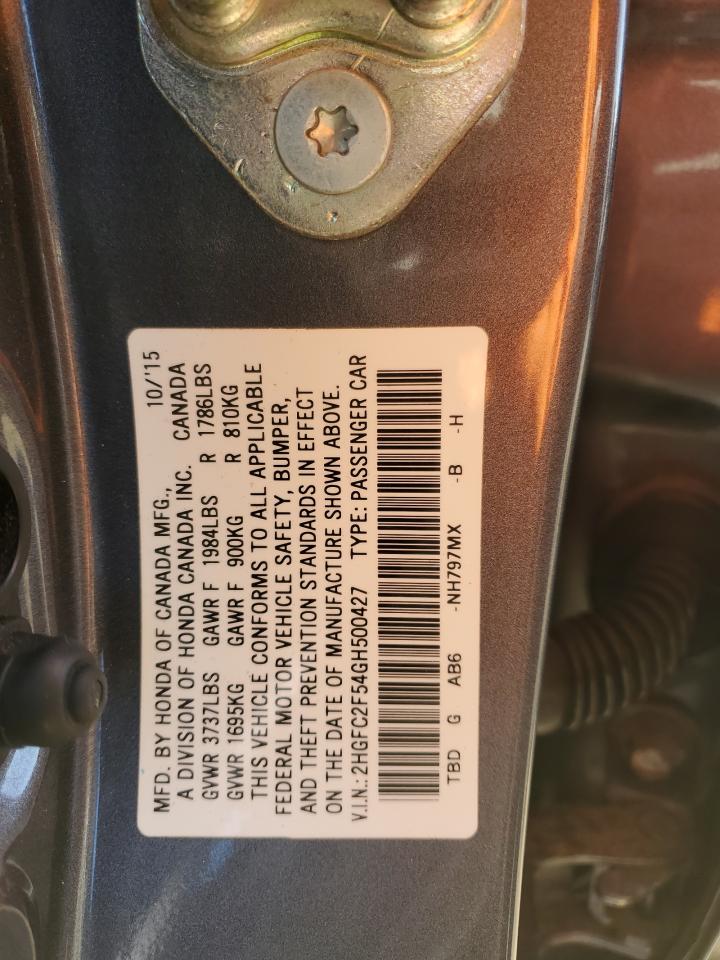 MFD. BY HONDA OF CANADA MFG., 10/'15
A DIVISION OF HONDA CANADA INC. CANADA
GVWR 3737LBS GAWR F 1984LBS R 1786LBS
GVWR 1695KG GAWR F 900KG R 810KG
THIS VEHICLE CONFORMS TO ALL APPLICABLE
FEDERAL MOTOR VEHICLE SAFETY, BUMPER,
AND THEFT PREVENTION STANDARDS IN EFFECT
ON THE DATE OF MANUFACTURE SHOWN ABOVE.
V.I.N.: 2HGFC2F54GH500427 TYPE: PASSENGER CAR
TBD G AB6 -NH797MX -B -H